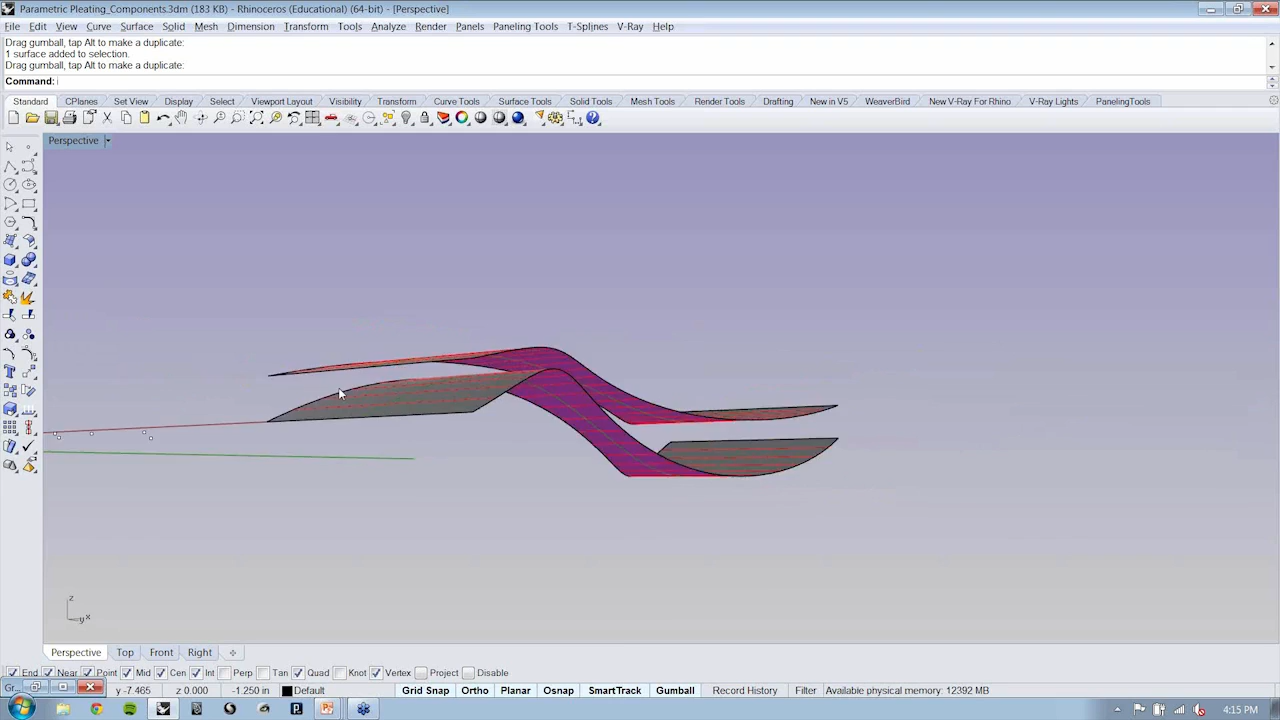 Parametric Pleating_Components.3dm (183 KB) - Rhinoceros (Educational) (64-bit) - [Perspective]
File Edit View Curve Surface Solid Mesh Dimension Transform Tools Analyze Render Panels Paneling Tools T-Splines V-Ray Help
Drag gumball, tap Alt to make a duplicate:
1 surface added to selection.
Drag gumball, tap Alt to make a duplicate:
Command: i
Standard CPlanes Set View Display Select Viewport Layout Visibility Transform Curve Tools Surface Tools Solid Tools Mesh Tools Render Tools Drafting New in V5 WeaverBird New V-Ray For Rhino V-Ray Lights PanelingTools
Perspective
z
y x
Perspective Top Front Right
End Near Point Mid Cen Int Perp Tan Quad Knot Vertex Project Disable
Gr... y -7.465 z 0.000 -1.250 in Default Grid Snap Ortho Planar Osnap SmartTrack Gumball Record History Filter Available physical memory: 12392 MB
4:15 PM